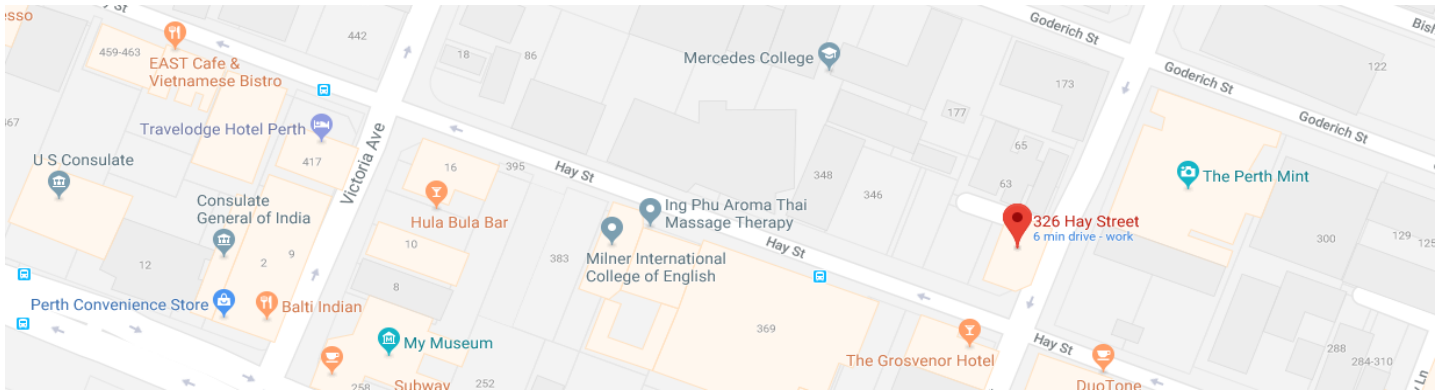 esso
y St
459-463
EAST Cafe &
Vietnamese Bistro
442
18
86
Mercedes College
Goderich St
Bish
122
173
Goderich St
177
Goderich St
467
Travelodge Hotel Perth
417
Victoria Ave
16
395
Hay St
348
346
65
63
The Perth Mint
U S Consulate
Consulate
General of India
Hula Bula Bar
Ing Phu Aroma Thai
Massage Therapy
326 Hay Street
6 min drive - work
300
129
125
12
2
9
10
383
Milner International
College of English
Hay St
8
Perth Convenience Store
Balti Indian
My Museum
369
The Grosvenor Hotel
Hay St
288
284-310
Subway
258
252
DuoTone
y Ln